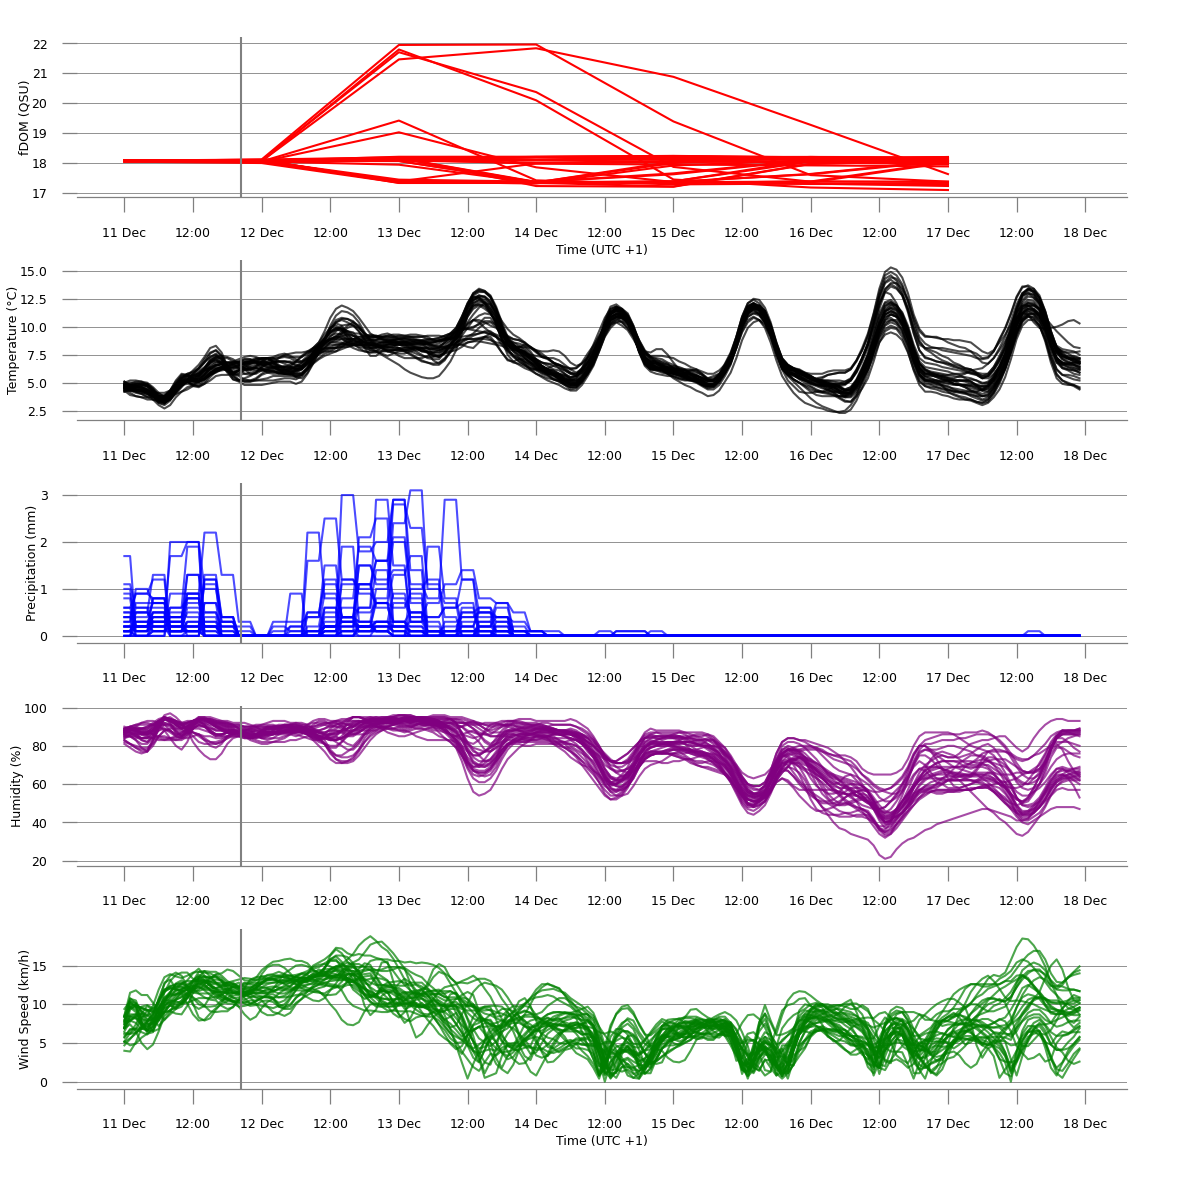 fDOM (QSU)
22
21
20
19
18
17
11 Dec 12:00 12 Dec 12:00 13 Dec 12:00 14 Dec 12:00 15 Dec 12:00 16 Dec 12:00 17 Dec 12:00 18 Dec
Time (UTC +1)
Temperature (°C)
15.0
12.5
10.0
7.5
5.0
2.5
11 Dec 12:00 12 Dec 12:00 13 Dec 12:00 14 Dec 12:00 15 Dec 12:00 16 Dec 12:00 17 Dec 12:00 18 Dec
Precipitation (mm)
3
2
1
0
11 Dec 12:00 12 Dec 12:00 13 Dec 12:00 14 Dec 12:00 15 Dec 12:00 16 Dec 12:00 17 Dec 12:00 18 Dec
Humidity (%)
100
80
60
40
20
11 Dec 12:00 12 Dec 12:00 13 Dec 12:00 14 Dec 12:00 15 Dec 12:00 16 Dec 12:00 17 Dec 12:00 18 Dec
Wind Speed (km/h)
15
10
5
0
11 Dec 12:00 12 Dec 12:00 13 Dec 12:00 14 Dec 12:00 15 Dec 12:00 16 Dec 12:00 17 Dec 12:00 18 Dec
Time (UTC +1)